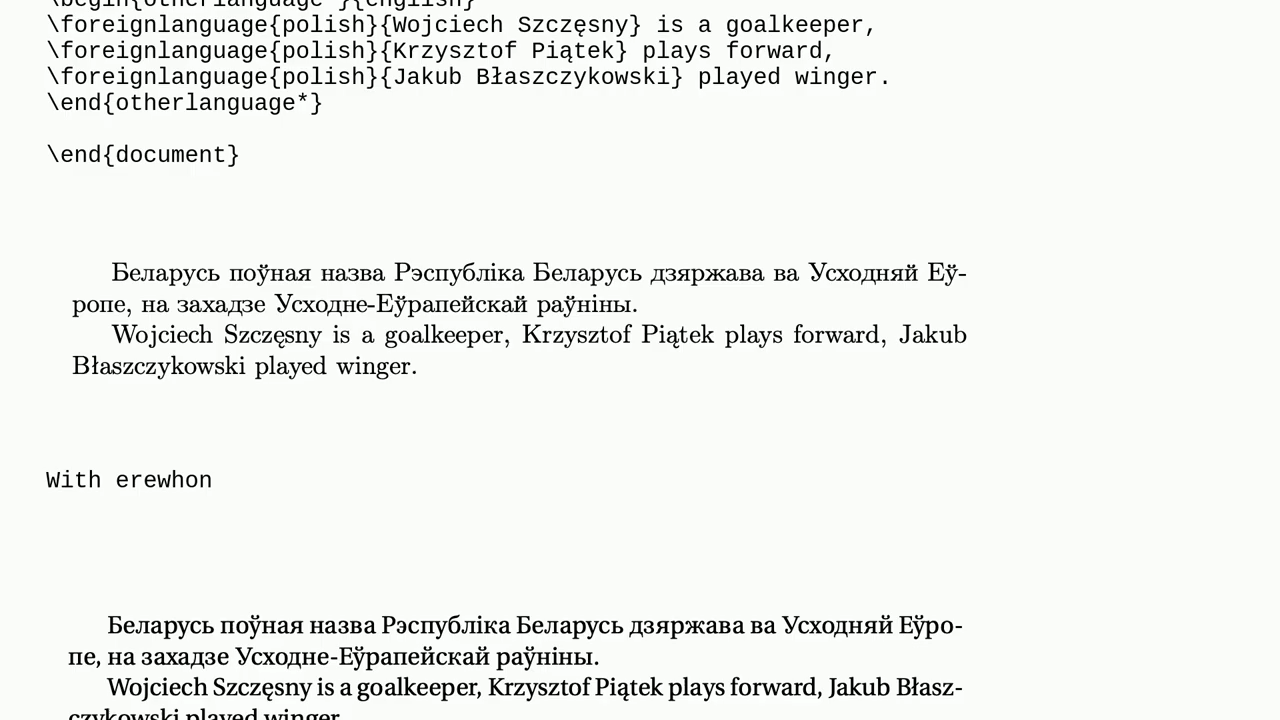 \begin{otherlanguage*}{english}
\foreignlanguage{polish}{Wojciech Szczęsny} is a goalkeeper,
\foreignlanguage{polish}{Krzysztof Piątek} plays forward,
\foreignlanguage{polish}{Jakub Błaszczykowski} played winger.
\end{otherlanguage*}
\end{document}
Беларусь поўная назва Рэспубліка Беларусь дзяржава ва Усходняй Еў-
ропе, на захадзе Усходне-Еўрапейскай раўніны.
Wojciech Szczęsny is a goalkeeper, Krzysztof Piątek plays forward, Jakub
Błaszczykowski played winger.
With erewhon
Беларусь поўная назва Рэспубліка Беларусь дзяржава ва Усходняй Еўро-
пе, на захадзе Усходне-Еўрапейскай раўніны.
Wojciech Szczęsny is a goalkeeper, Krzysztof Piątek plays forward, Jakub Błasz-
czykowski played winger.